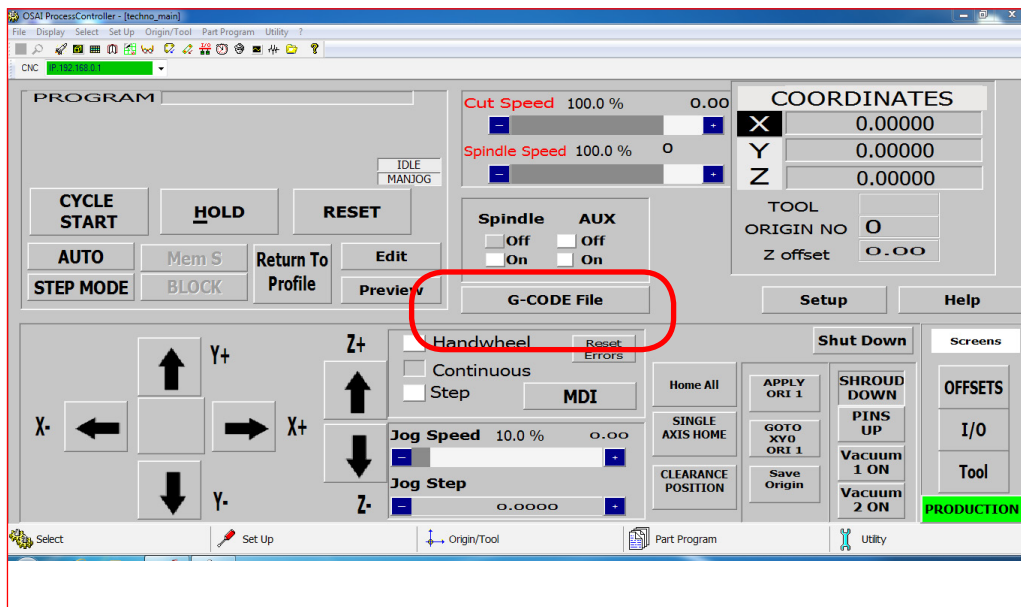 OSAI ProcessController - [techno_main]
File Display Select Set Up Origin/Tool Part Program Utility ?
CNC IP.192.168.0.1
PROGRAM
IDLE
MANJOG
CYCLE START
HOLD
RESET
AUTO
Mem S
Return To Profile
Edit
STEP MODE
BLOCK
Preview
Cut Speed 100.0 % 0.00
- +
Spindle Speed 100.0 % 0
- +
Spindle AUX
Off Off
On On
G-CODE File
COORDINATES
X 0.00000
Y 0.00000
Z 0.00000
TOOL
ORIGIN NO 0
Z offset 0.00
Setup
Help
Y+
X-
X+
Y-
Z+
Z-
Handwheel
Reset Errors
Continuous
Step
MDI
Jog Speed 10.0 % 0.00
- +
Jog Step
- 0.0000 +
Home All
SINGLE AXIS HOME
CLEARANCE POSITION
APPLY ORI 1
GOTO XY0 ORI 1
Save Origin
Shut Down
SHROUD DOWN
PINS UP
Vacuum 1 ON
Vacuum 2 ON
Screens
OFFSETS
I/O
Tool
PRODUCTION
Select
Set Up
Origin/Tool
Part Program
Utility